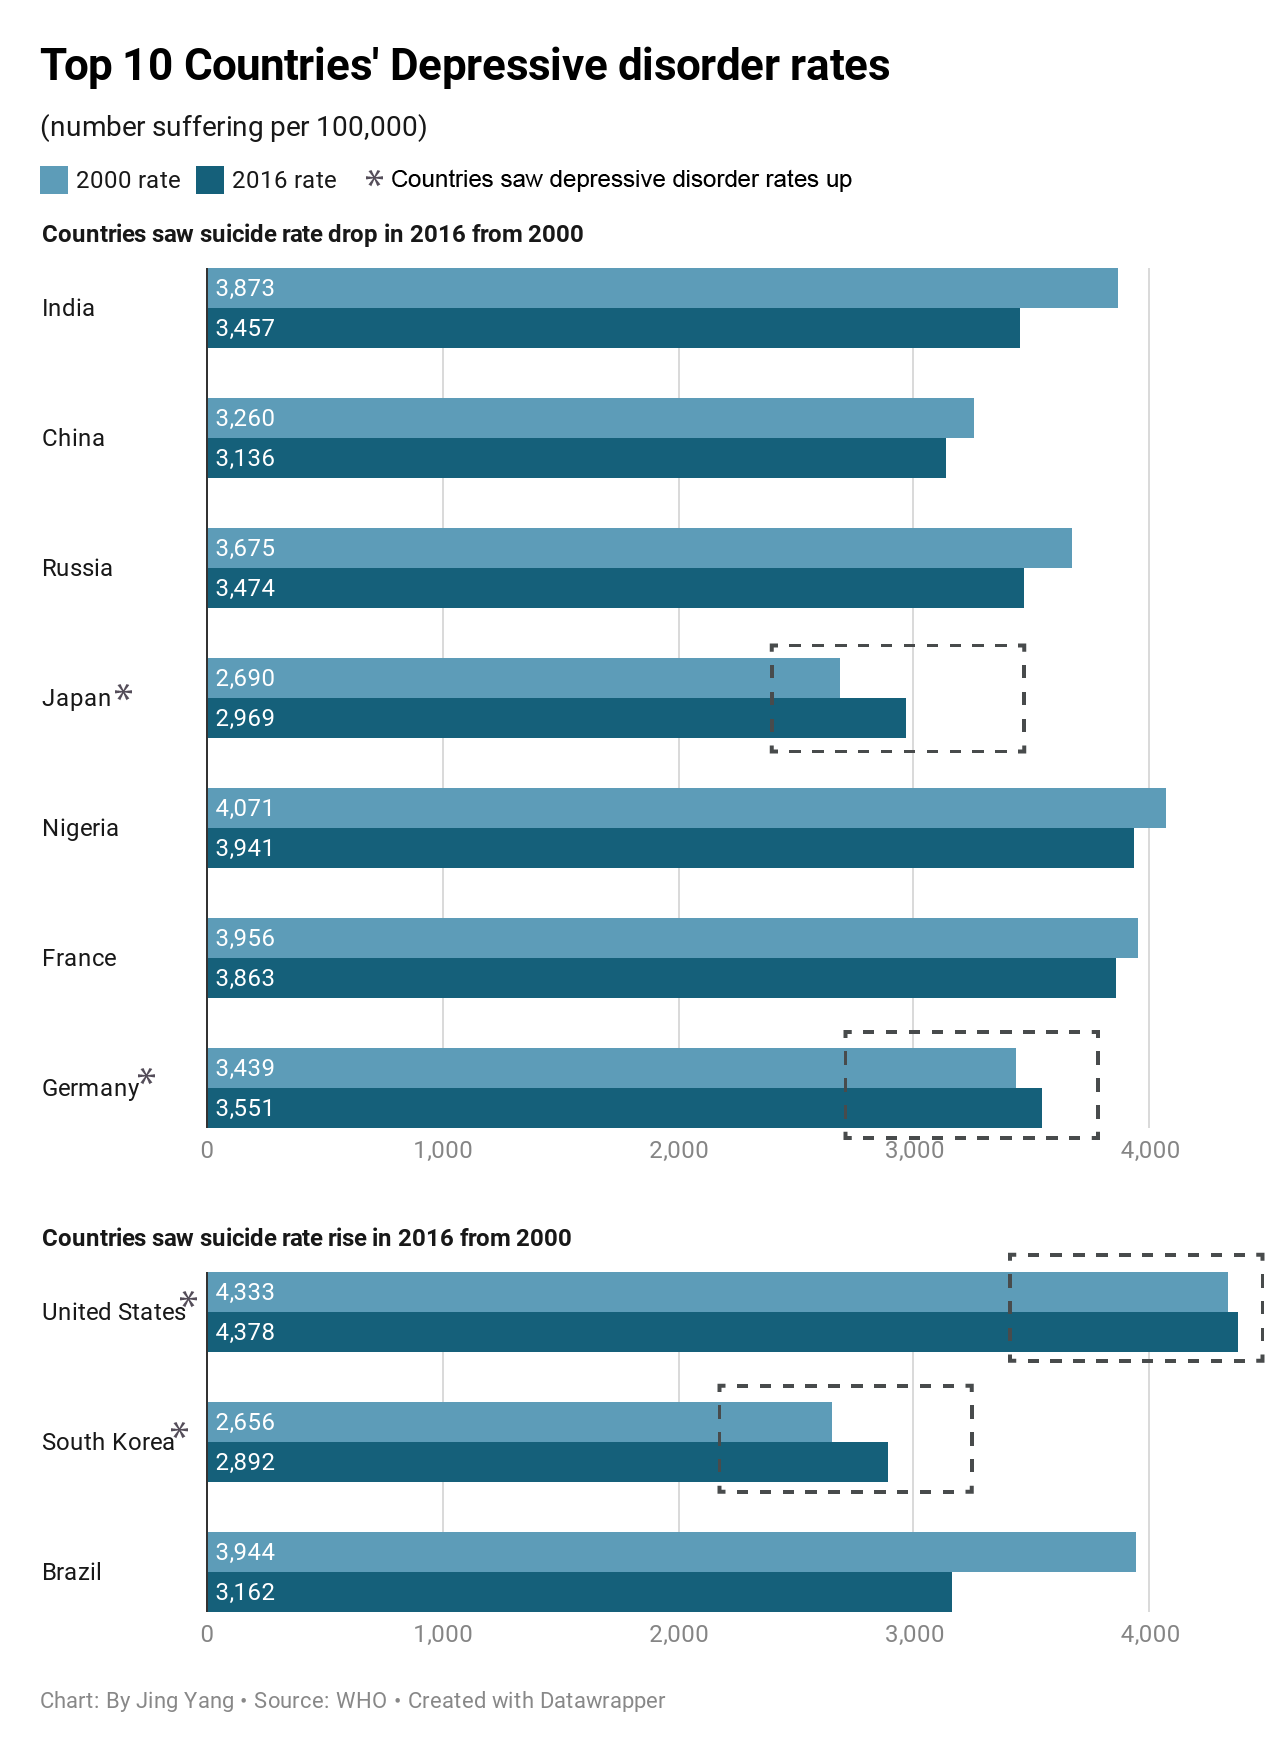 Top 10 Countries' Depressive disorder rates
(number suffering per 100,000)
2000 rate 2016 rate * Countries saw depressive disorder rates up
Countries saw suicide rate drop in 2016 from 2000
India
3,873
3,457
China
3,260
3,136
Russia
3,675
3,474
Japan*
2,690
2,969
Nigeria
4,071
3,941
France
3,956
3,863
Germany*
3,439
3,551
0 1,000 2,000 3,000 4,000
Countries saw suicide rate rise in 2016 from 2000
United States*
4,333
4,378
South Korea*
2,656
2,892
Brazil
3,944
3,162
0 1,000 2,000 3,000 4,000
Chart: By Jing Yang • Source: WHO • Created with Datawrapper